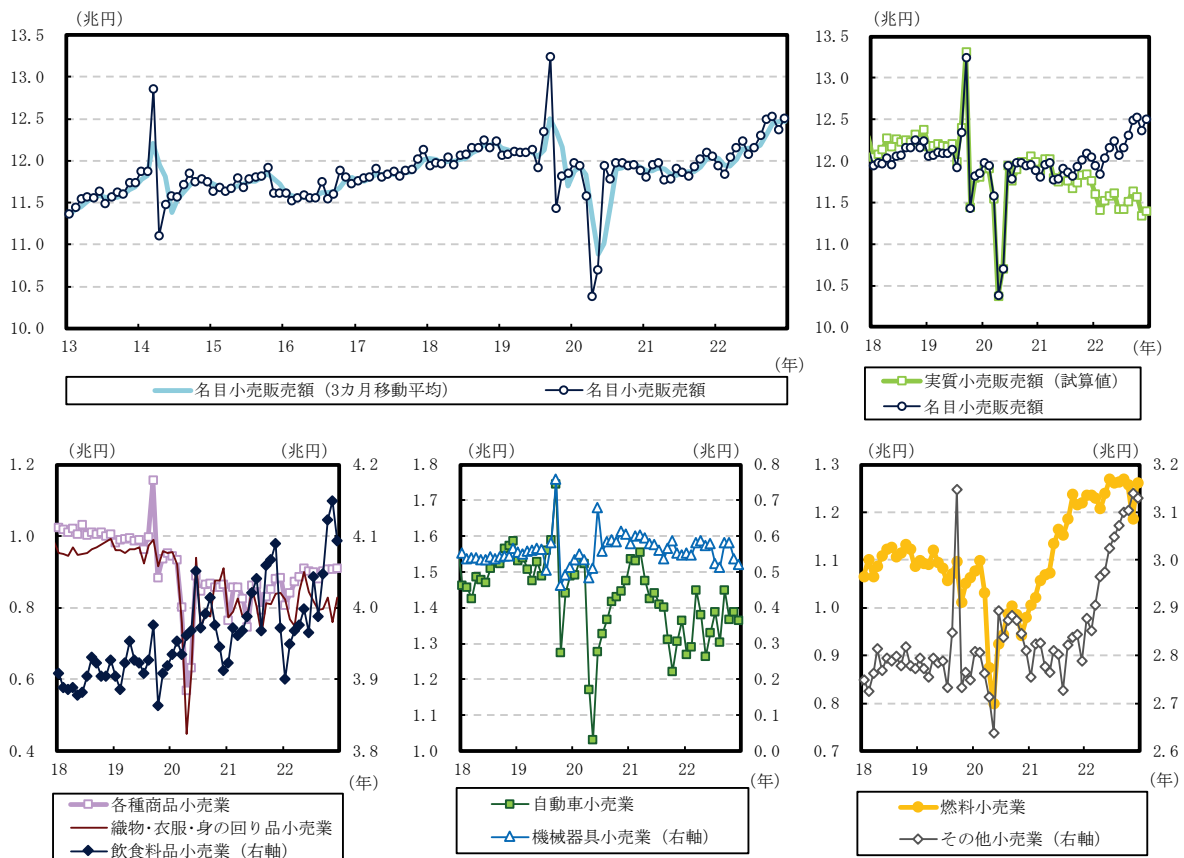 (兆円)
13.5
13.0
12.5
12.0
11.5
11.0
10.5
10.0
13 14 15 16 17 18 19 20 21 22
(年)
名目小売販売額（3カ月移動平均） 名目小売販売額
(兆円)
13.5
13.0
12.5
12.0
11.5
11.0
10.5
10.0
18 19 20 21 22
(年)
実質小売販売額（試算値）
名目小売販売額
(兆円) (兆円)
1.2 4.2
1.0 4.1
0.8 4.0
0.6 3.9
0.4 3.8
18 19 20 21 22
(年)
各種商品小売業
織物･衣服･身の回り品小売業
飲食料品小売業（右軸）
(兆円) (兆円)
1.8 0.8
1.7 0.7
1.6 0.6
1.5 0.5
1.4 0.4
1.3 0.3
1.2 0.2
1.1 0.1
1.0 0.0
18 19 20 21 22
(年)
自動車小売業
機械器具小売業（右軸）
(兆円) (兆円)
1.3 3.2
1.2 3.1
1.1 3.0
1.0 2.9
0.9 2.8
0.8 2.7
0.7 2.6
18 19 20 21 22
(年)
燃料小売業
その他小売業（右軸）